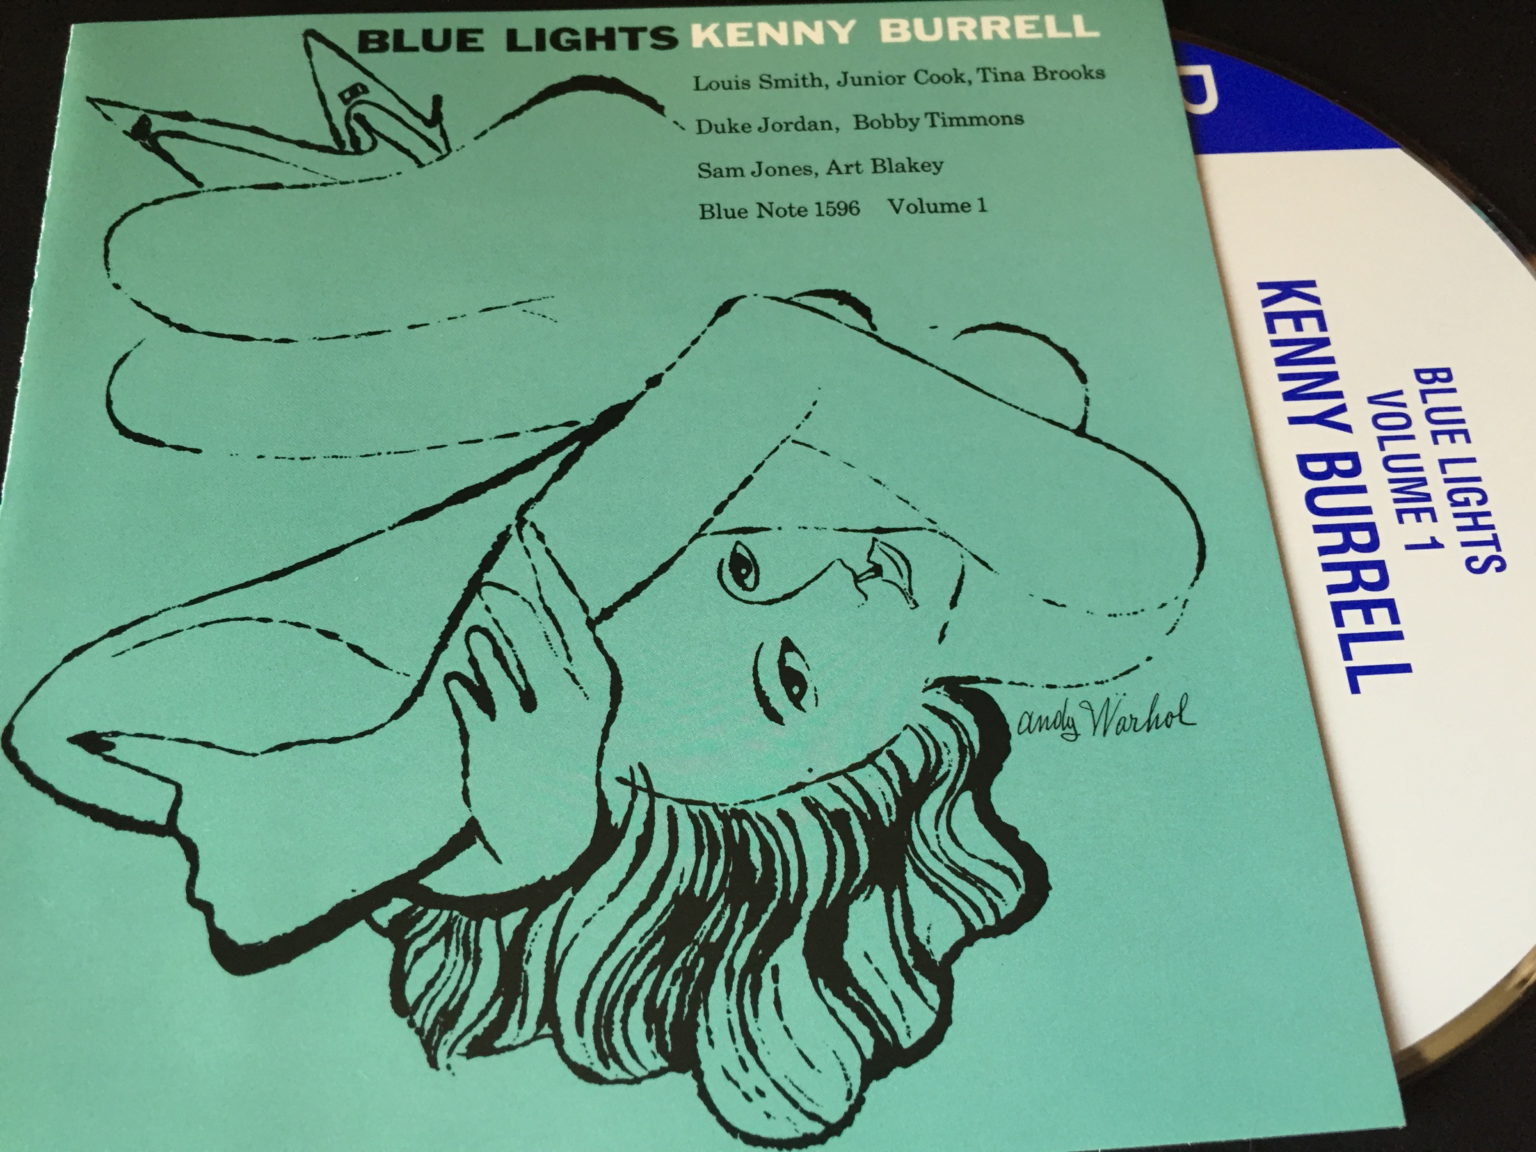 BLUE LIGHTS KENNY BURRELL
Louis Smith, Junior Cook, Tina Brooks
Duke Jordan, Bobby Timmons
Sam Jones, Art Blakey
Blue Note 1596 Volume 1
andy Warhol
BLUE LIGHTS
VOLUME 1
KENNY BURRELL